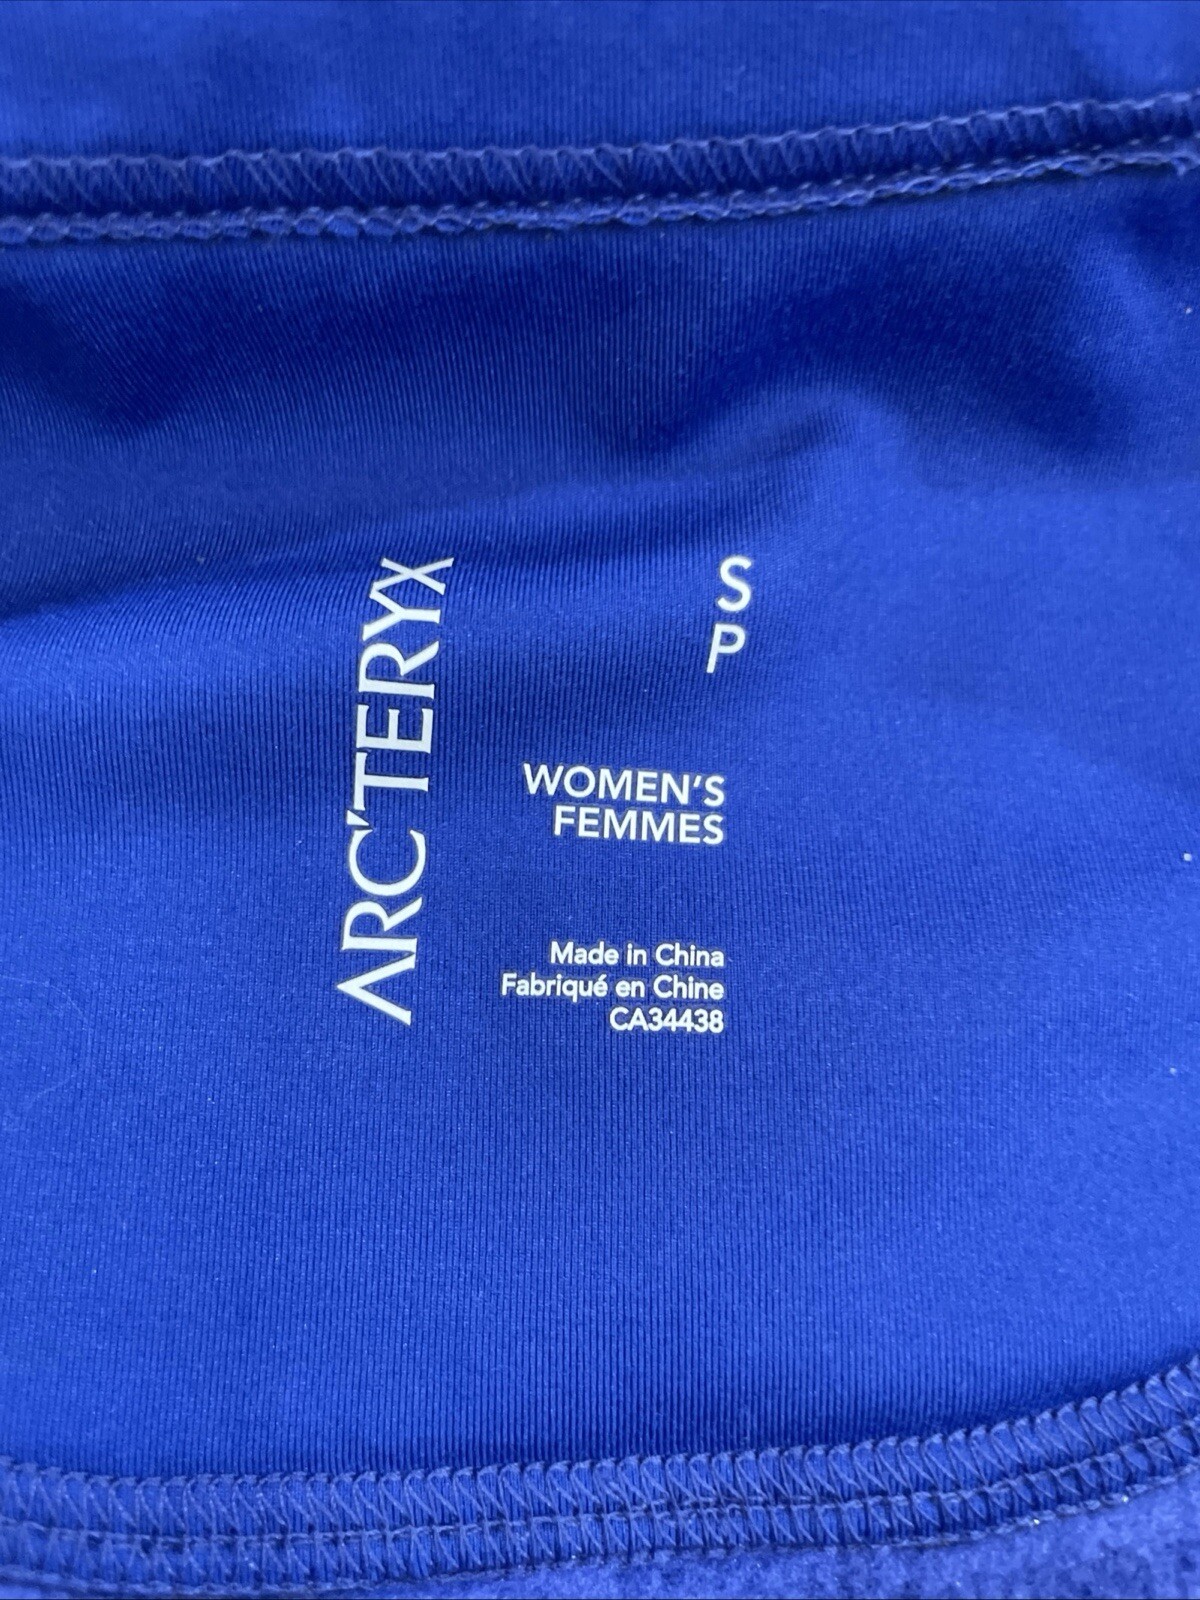 ARC'TERYX
S
P
WOMEN'S
FEMMES
Made in China
Fabriqué en Chine
CA34438